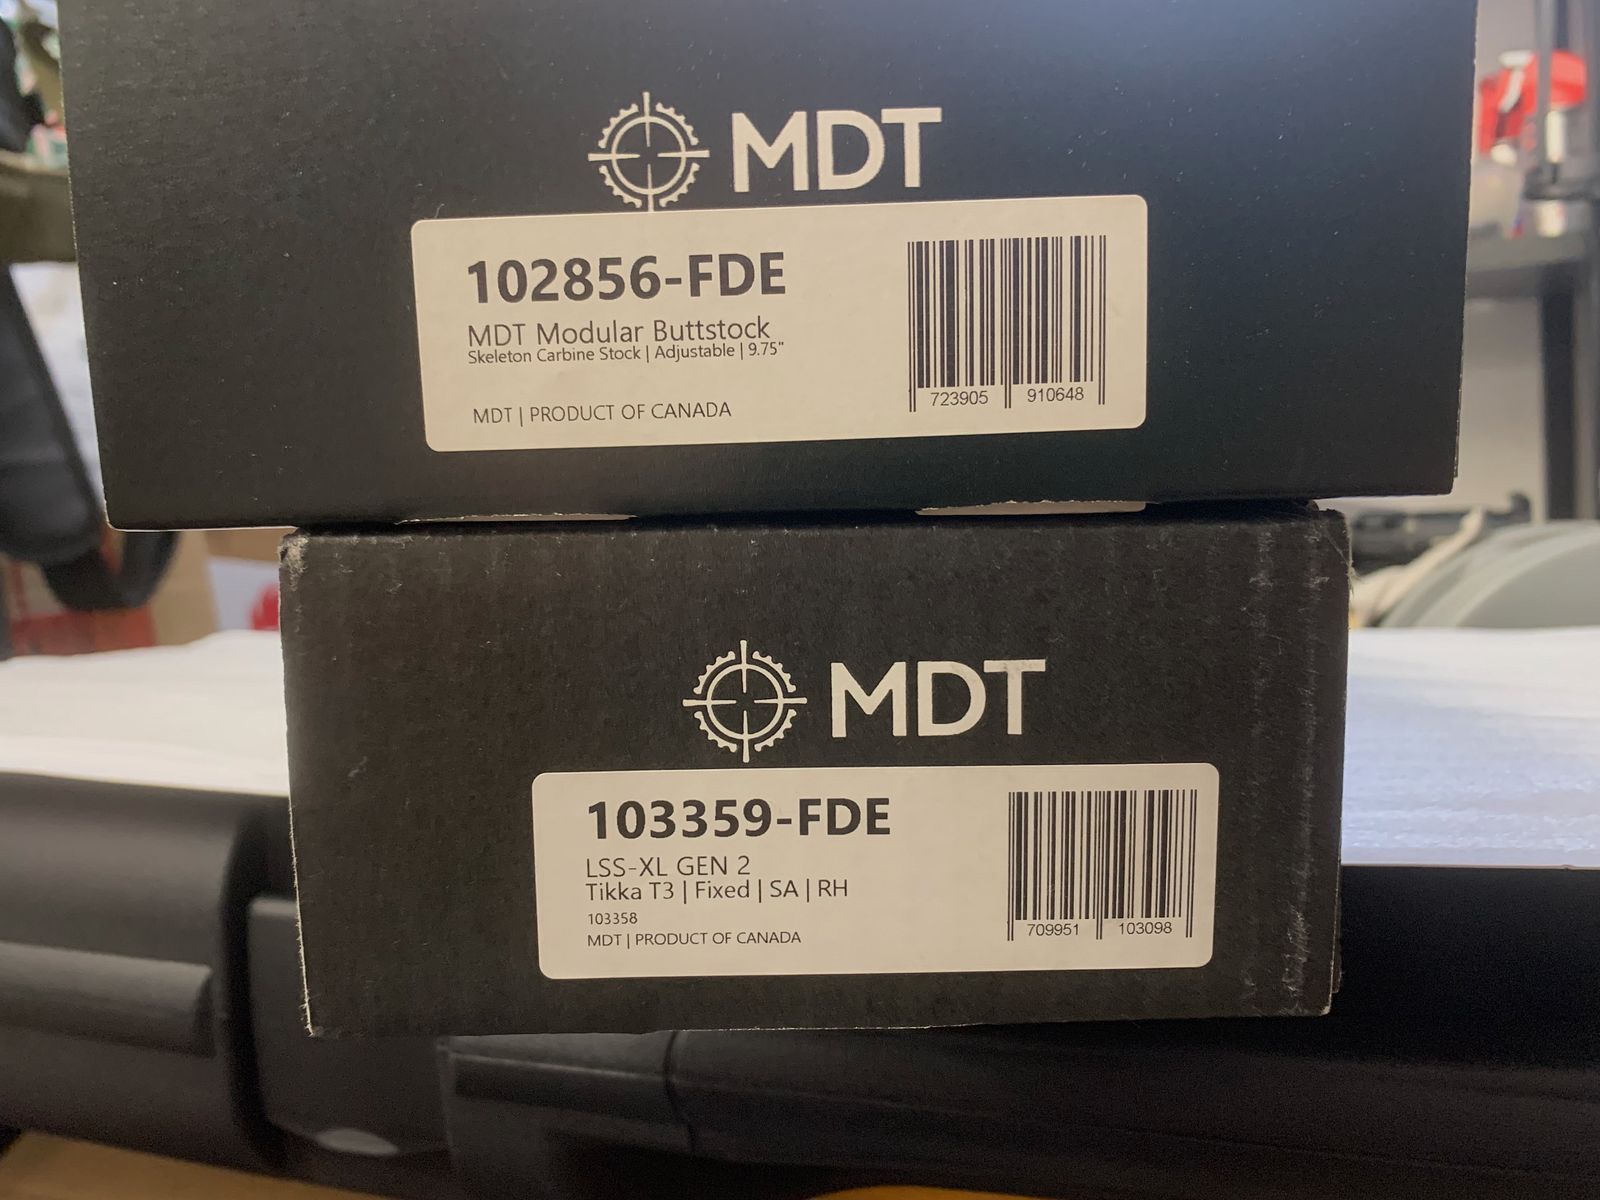 MDT
102856-FDE
MDT Modular Buttstock
Skeleton Carbine Stock | Adjustable | 9.75"
MDT | PRODUCT OF CANADA
723905 910648
MDT
103359-FDE
LSS-XL GEN 2
Tikka T3 | Fixed | SA | RH
103358
MDT | PRODUCT OF CANADA
709951 103098